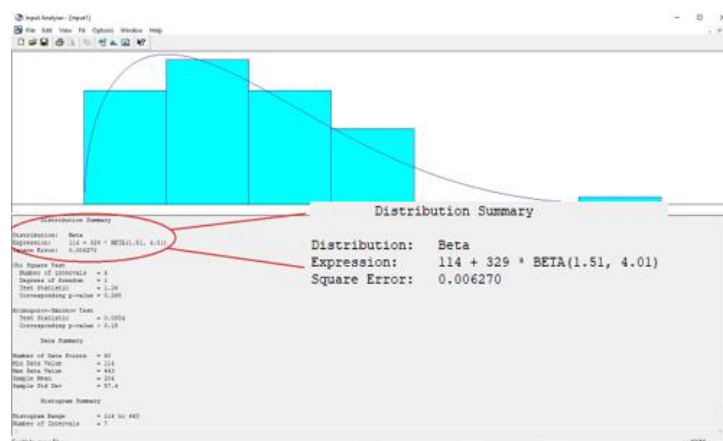 Input Analyzer - [Input1]
File Edit View Fit Options Window Help
Distribution Summary
Distribution: Beta
Expression: 114 + 329 * BETA(1.51, 4.01)
Square Error: 0.006270
Distribution Summary
Distribution: Beta
Expression: 114 + 329 * BETA(1.51, 4.01)
Square Error: 0.006270
Chi Square Test
Number of intervals = 4
Degrees of freedom = 1
Test Statistic = 1.26
Corresponding p-value =
Kolmogorov-Smirnov Test
Test Statistic =
Corresponding p-value > 0.15
Data Summary
Number of Data Points =
Min Data Value = 114
Max Data Value = 443
Sample Mean = 204
Sample Std Dev = 57.4
Histogram Summary
Histogram Range = 114 to 443
Number of Intervals = 7